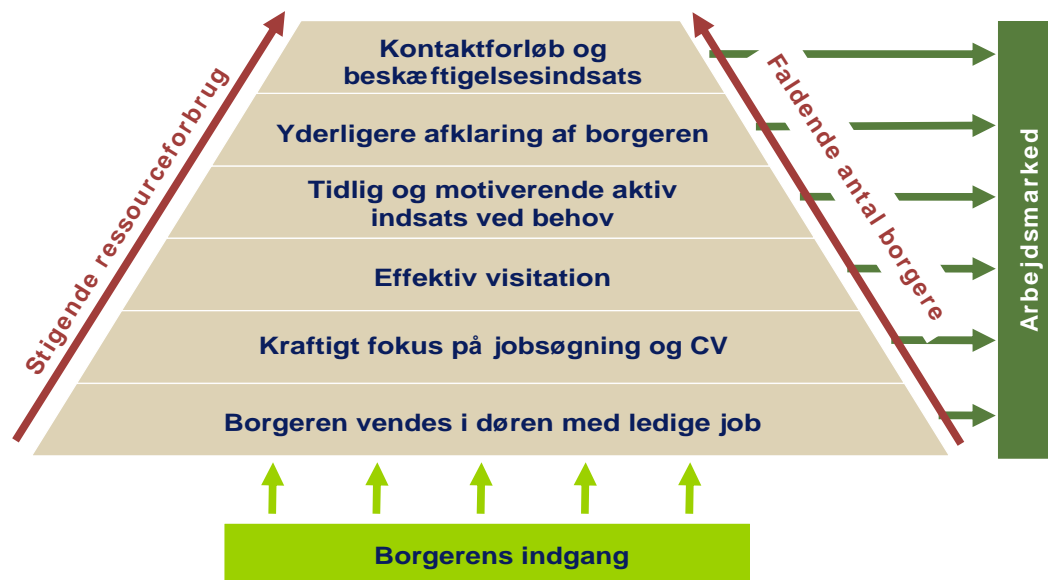 Kontaktforløb og
beskæftigelsesindsats
Yderligere afklaring af borgeren
Tidlig og motiverende aktiv
indsats ved behov
Effektiv visitation
Kraftigt fokus på jobsøgning og CV
Borgeren vendes i døren med ledige job
Borgerens indgang
Stigende ressourceforbrug
Faldende antal borgere
Arbejdsmarked